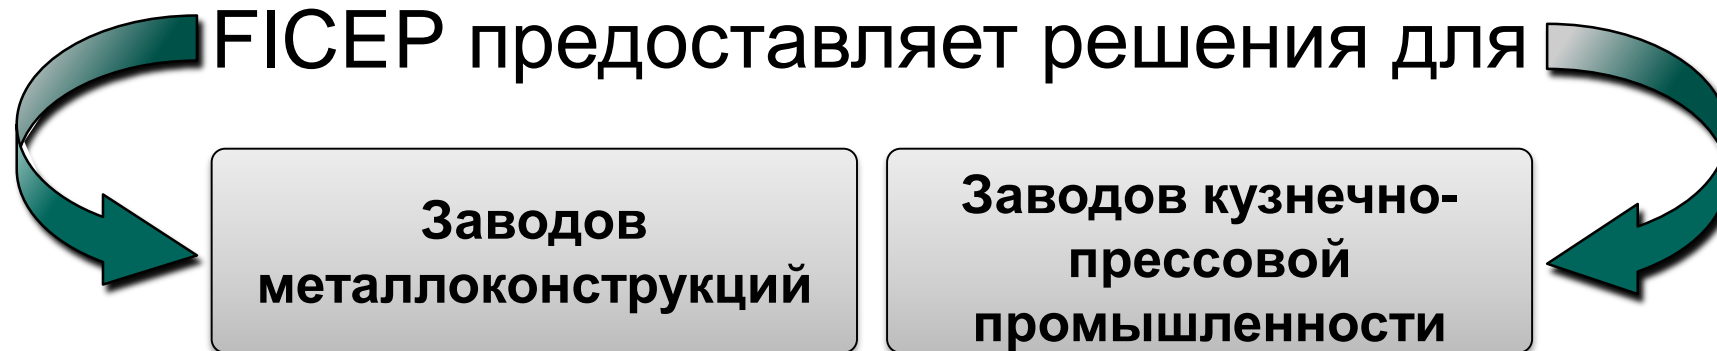 FICEP предоставляет решения для
Заводов
металлоконструкций
Заводов кузнечно-
прессовой
промышленности